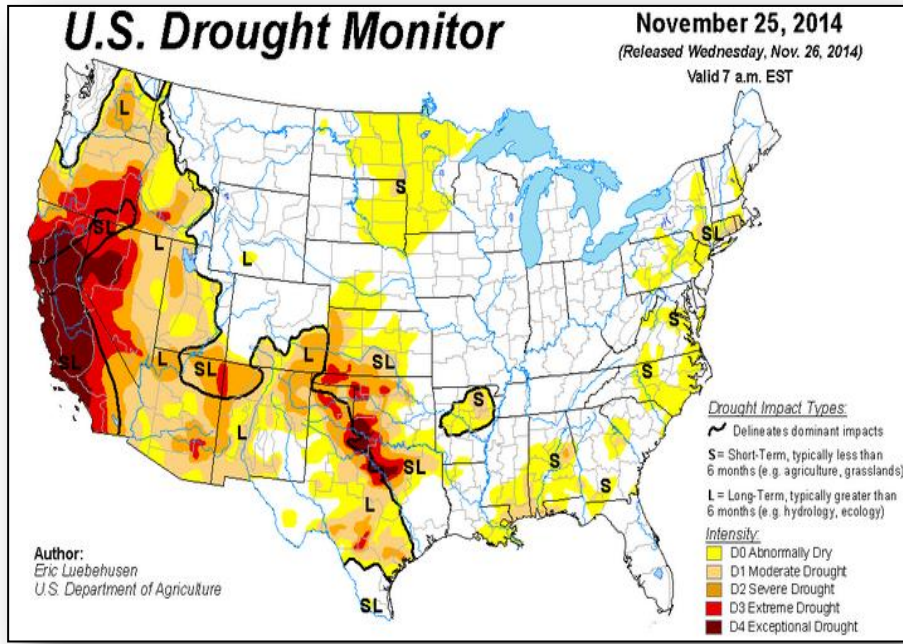 U.S. Drought Monitor
November 25, 2014
(Released Wednesday, Nov. 26, 2014)
Valid 7 a.m. EST
L
S
SL
SL
L
L
S
SL
L
SL
SL
L
S
S
L
SL
S
L
S
SL
Drought Impact Types:
Delineates dominant impacts
S = Short-Term, typically less than
6 months (e.g. agriculture, grasslands)
L = Long-Term, typically greater than
6 months (e.g. hydrology, ecology)
Intensity:
D0 Abnormally Dry
D1 Moderate Drought
D2 Severe Drought
D3 Extreme Drought
D4 Exceptional Drought
Author:
Eric Luebehusen
U.S. Department of Agriculture